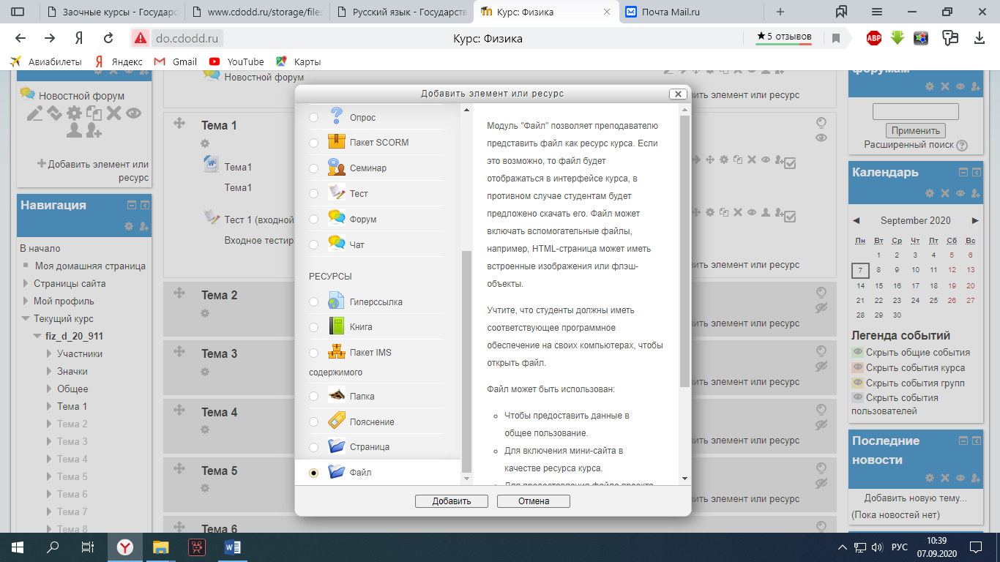 Заочные курсы - Государс
www.cdodd.ru/storage/files
Русский язык - Государств
Курс: Физика
Почта Mail.ru
do.cdodd.ru
Курс: Физика
★5 отзывов
ABP
Авиабилеты
Яндекс
Gmail
YouTube
Карты
Новостной форум
Добавить элемент или
ресурс
Навигация
В начало
Моя домашняя страница
Страницы сайта
Мой профиль
Текущий курс
fiz_d_20_911
Участники
Значки
Общее
Тема 1
Тема 2
Тема 3
Тема 4
Тема 5
Тема 6
Тема 7
Тема 8
Новостной форум
вить элемент или ресурс
Тема 1
Тема1
Тема1
Тест 1 (входной
Входное тестир
вить элемент или ресурс
Тема 2
вить элемент или ресурс
Тема 3
вить элемент или ресурс
Тема 4
вить элемент или ресурс
Тема 5
вить элемент или ресурс
Тема 6
Добавить элемент или ресурс
Опрос
Пакет SCORM
Семинар
Тест
Форум
Чат
РЕСУРСЫ
Гиперссылка
Книга
Пакет IMS
содержимого
Папка
Пояснение
Страница
Файл
Модуль "Файл" позволяет преподавателю
представить файл как ресурс курса. Если
это возможно, то файл будет
отображаться в интерфейсе курса, в
противном случае студентам будет
предложено скачать его. Файл может
включать вспомогательные файлы,
например, HTML-страница может иметь
встроенные изображения или флэш-
объекты.
Учтите, что студенты должны иметь
соответствующее программное
обеспечение на своих компьютерах, чтобы
открыть файл.
Файл может быть использован:
Чтобы предоставить данные в
общее пользование.
Для включения мини-сайта в
качестве ресурса курса.
Для предоставления файла проекта
Добавить
Отмена
форумам
Применить
Расширенный поиск
Календарь
September 2020
Пн Вт Ср Чт Пт Сб Вс
1 2 3 4 5 6
7 8 9 10 11 12 13
14 15 16 17 18 19 20
21 22 23 24 25 26 27
28 29 30
Легенда событий
Скрыть общие события
Скрыть события курса
Скрыть события групп
Скрыть события
пользователей
Последние
новости
Добавить новую тему...
(Пока новостей нет)
РУС
10:39
07.09.2020